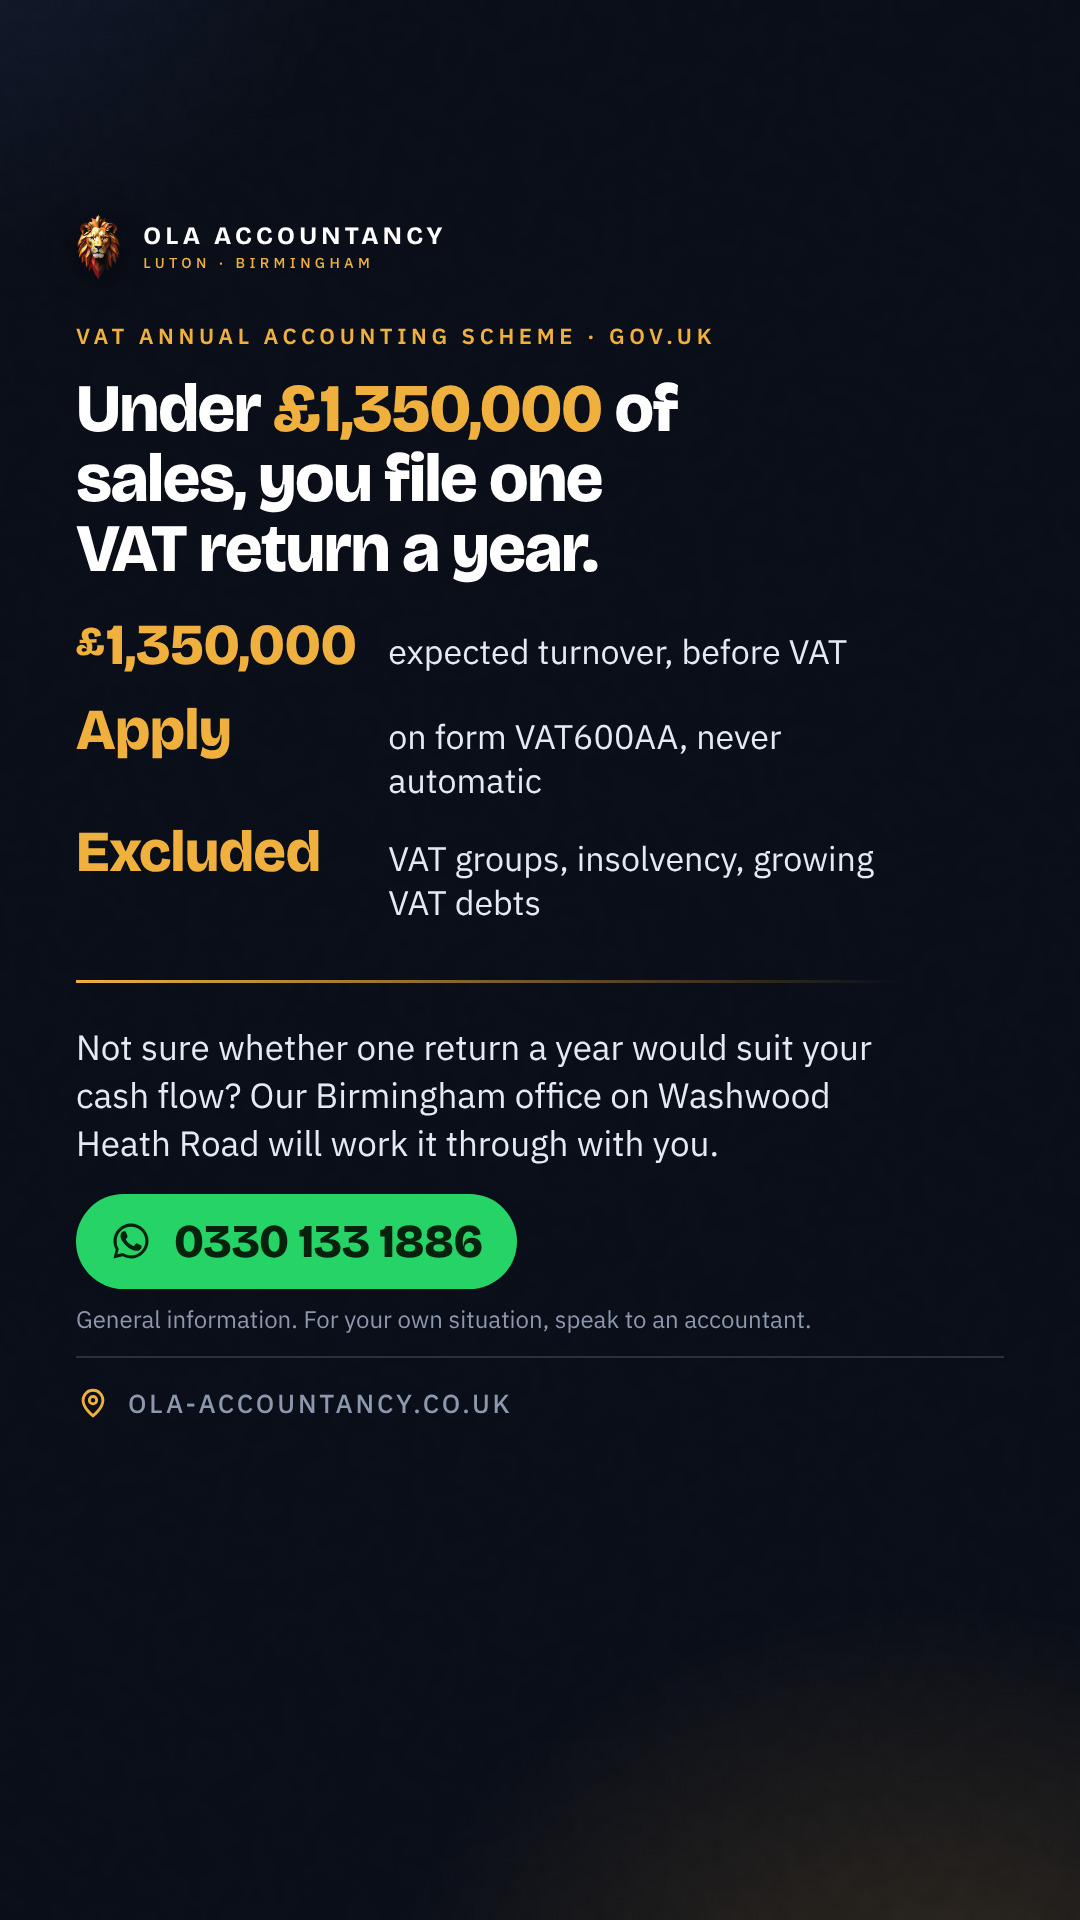 OLA ACCOUNTANCY
LUTON · BIRMINGHAM
VAT ANNUAL ACCOUNTING SCHEME · GOV.UK
Under £1,350,000 of
sales, you file one
VAT return a year.
£1,350,000 expected turnover, before VAT
Apply on form VAT600AA, never
automatic
Excluded VAT groups, insolvency, growing
VAT debts
Not sure whether one return a year would suit your
cash flow? Our Birmingham office on Washwood
Heath Road will work it through with you.
0330 133 1886
General information. For your own situation, speak to an accountant.
OLA-ACCOUNTANCY.CO.UK